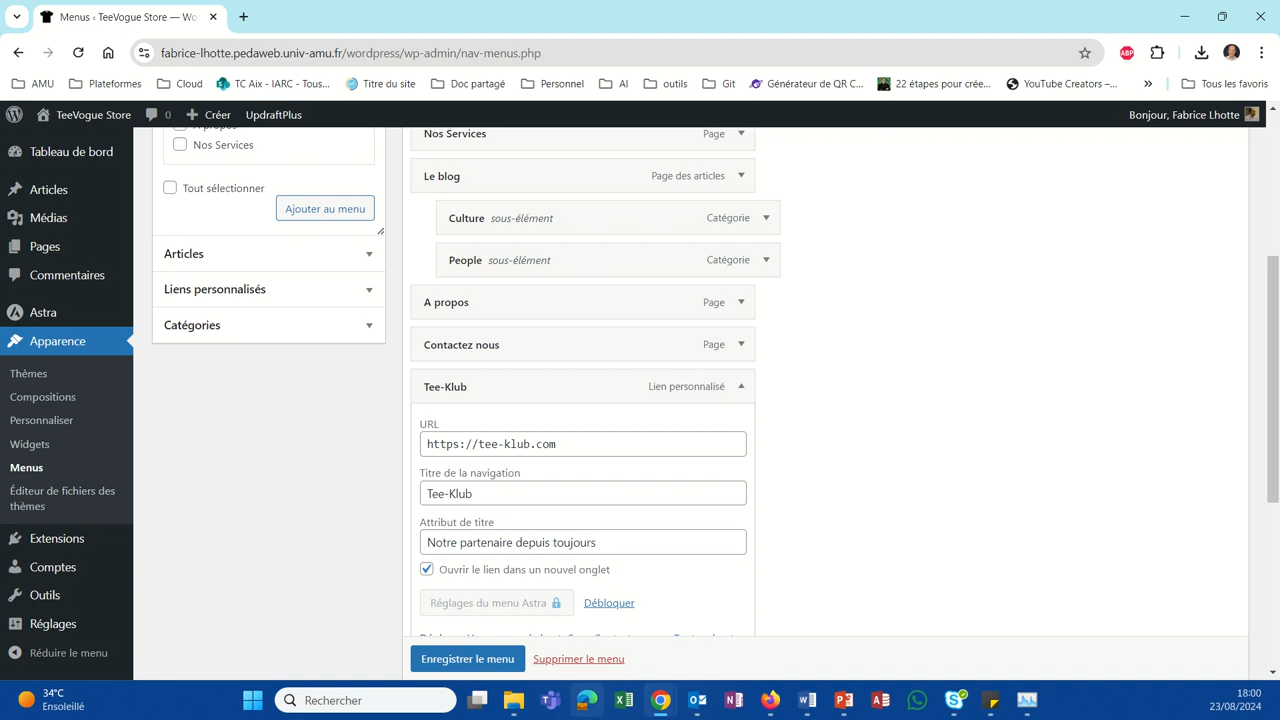 Menus ‹ TeeVogue Store — Wo
fabrice-lhotte.pedaweb.univ-amu.fr/wordpress/wp-admin/nav-menus.php
ABP
AMU
Plateformes
Cloud
TC Aix - IARC - Tous...
Titre du site
Doc partagé
Personnel
AI
outils
Git
Générateur de QR C...
22 étapes pour crée...
YouTube Creators –...
»
Tous les favoris
TeeVogue Store
0
Créer
UpdraftPlus
Bonjour, Fabrice Lhotte
Tableau de bord
Articles
Médias
Pages
Commentaires
Astra
Apparence
Thèmes
Compositions
Personnaliser
Widgets
Menus
Éditeur de fichiers des
thèmes
Extensions
Comptes
Outils
Réglages
Réduire le menu
A propos
Nos Services
Tout sélectionner
Ajouter au menu
Articles
Liens personnalisés
Catégories
Nos Services Page
Le blog Page des articles
Culture sous-élément Catégorie
People sous-élément Catégorie
A propos Page
Contactez nous Page
Tee-Klub Lien personnalisé
URL
https://tee-klub.com
Titre de la navigation
Tee-Klub
Attribut de titre
Notre partenaire depuis toujours
Ouvrir le lien dans un nouvel onglet
Réglages du menu Astra Débloquer
Enregistrer le menu Supprimer le menu
34°C
Ensoleillé
Rechercher
18:00
23/08/2024